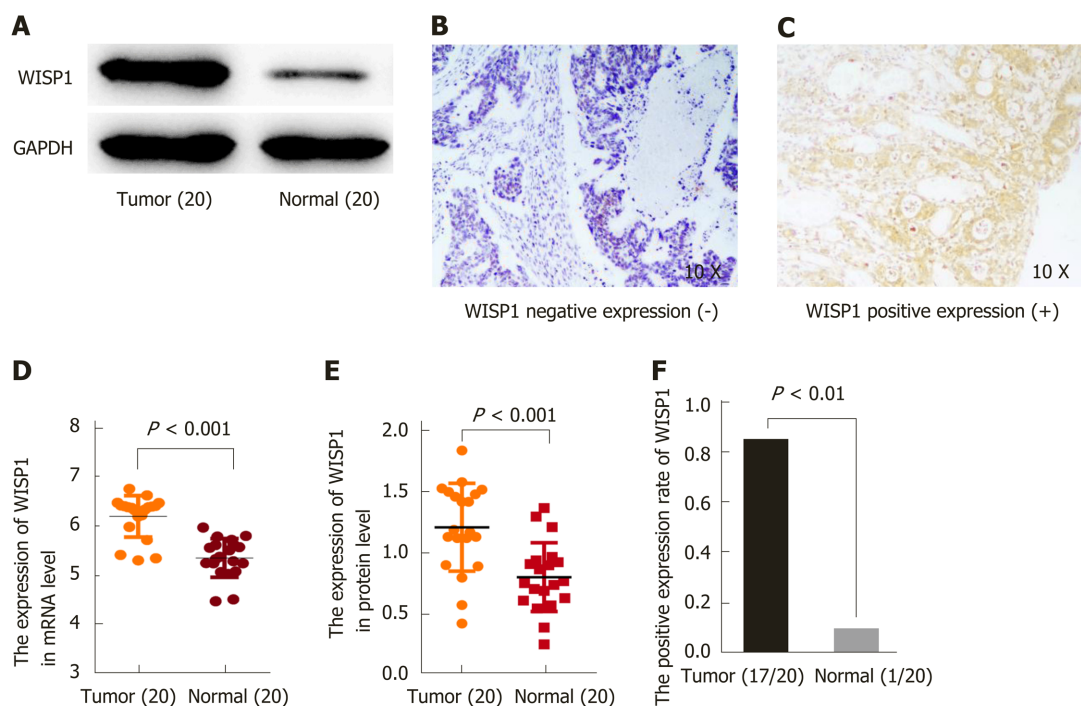 A
WISP1
GAPDH
Tumor (20) Normal (20)
B
10 X
WISP1 negative expression (-)
C
10 X
WISP1 positive expression (+)
D
The expression of WISP1
in mRNA level
8
7
6
5
4
3
P < 0.001
Tumor (20) Normal (20)
E
The expression of WISP1
in protein level
2.0
1.5
1.0
0.5
0.0
P < 0.001
Tumor (20) Normal (20)
F
The positive expression rate of WISP1
1.0
0.8
0.6
0.4
0.2
0.0
P < 0.01
Tumor (17/20) Normal (1/20)